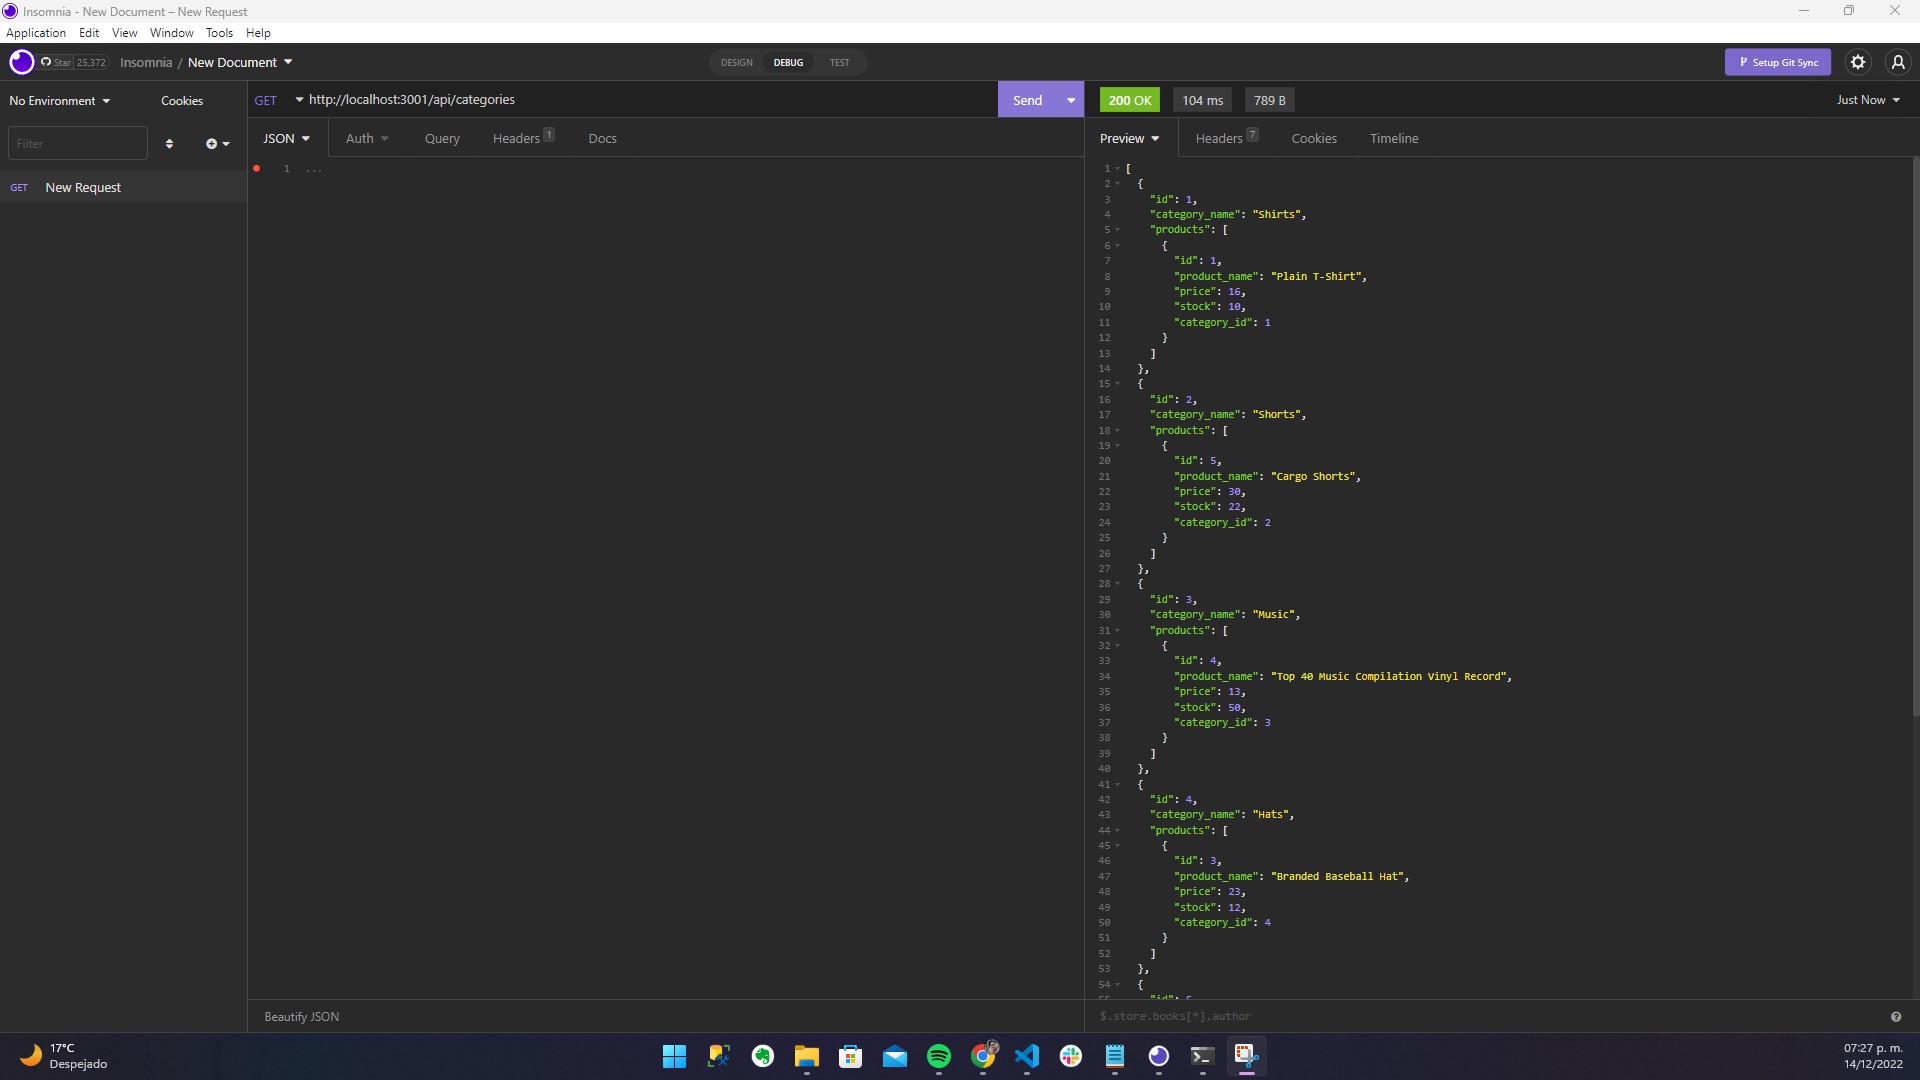 Insomnia - New Document – New Request
Application Edit View Window Tools Help
Star 25,372 Insomnia / New Document DESIGN DEBUG TEST Setup Git Sync
No Environment Cookies GET http://localhost:3001/api/categories Send 200 OK 104 ms 789 B Just Now
Filter JSON Auth Query Headers 1 Docs Preview Headers 7 Cookies Timeline
GET New Request
1 ...
1 [
2 {
3 "id": 1,
4 "category_name": "Shirts",
5 "products": [
6 {
7 "id": 1,
8 "product_name": "Plain T-Shirt",
9 "price": 16,
10 "stock": 10,
11 "category_id": 1
12 }
13 ]
14 },
15 {
16 "id": 2,
17 "category_name": "Shorts",
18 "products": [
19 {
20 "id": 5,
21 "product_name": "Cargo Shorts",
22 "price": 30,
23 "stock": 22,
24 "category_id": 2
25 }
26 ]
27 },
28 {
29 "id": 3,
30 "category_name": "Music",
31 "products": [
32 {
33 "id": 4,
34 "product_name": "Top 40 Music Compilation Vinyl Record",
35 "price": 13,
36 "stock": 50,
37 "category_id": 3
38 }
39 ]
40 },
41 {
42 "id": 4,
43 "category_name": "Hats",
44 "products": [
45 {
46 "id": 3,
47 "product_name": "Branded Baseball Hat",
48 "price": 23,
49 "stock": 12,
50 "category_id": 4
51 }
52 ]
53 },
54 {
55 "id": 5
Beautify JSON $.store.books[*].author
17°C
Despejado
07:27 p. m.
14/12/2022